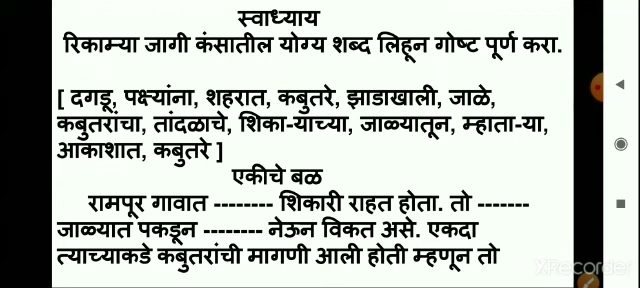 स्वाध्याय
रिकाम्या जागी कंसातील योग्य शब्द लिहून गोष्ट पूर्ण करा.
[ दगडू, पक्ष्यांना, शहरात, कबुतरे, झाडाखाली, जाळे,
कबुतरांचा, तांदळाचे, शिका-याच्या, जाळ्यातून, म्हाता-या,
आकाशात, कबुतरे ]
एकीचे बळ
रामपूर गावात -------- शिकारी राहत होता. तो -------
जाळ्यात पकडून -------- नेऊन विकत असे. एकदा
त्याच्याकडे कबुतरांची मागणी आली होती म्हणून तो
XRecorder